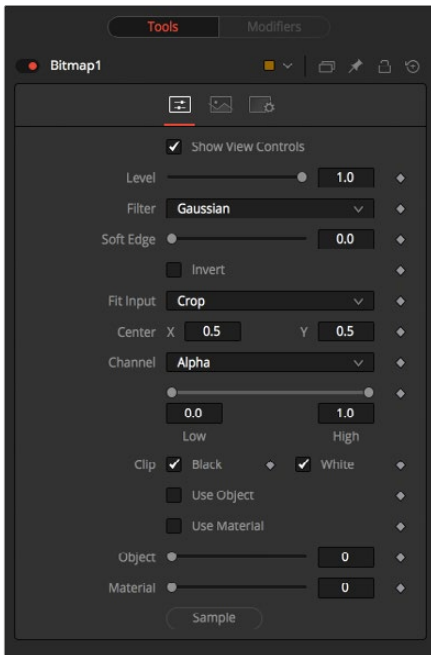 Tools Modifiers
Bitmap1
Show View Controls
Level 1.0
Filter Gaussian
Soft Edge 0.0
Invert
Fit Input Crop
Center X 0.5 Y 0.5
Channel Alpha
0.0 1.0
Low High
Clip Black White
Use Object
Use Material
Object 0
Material 0
Sample